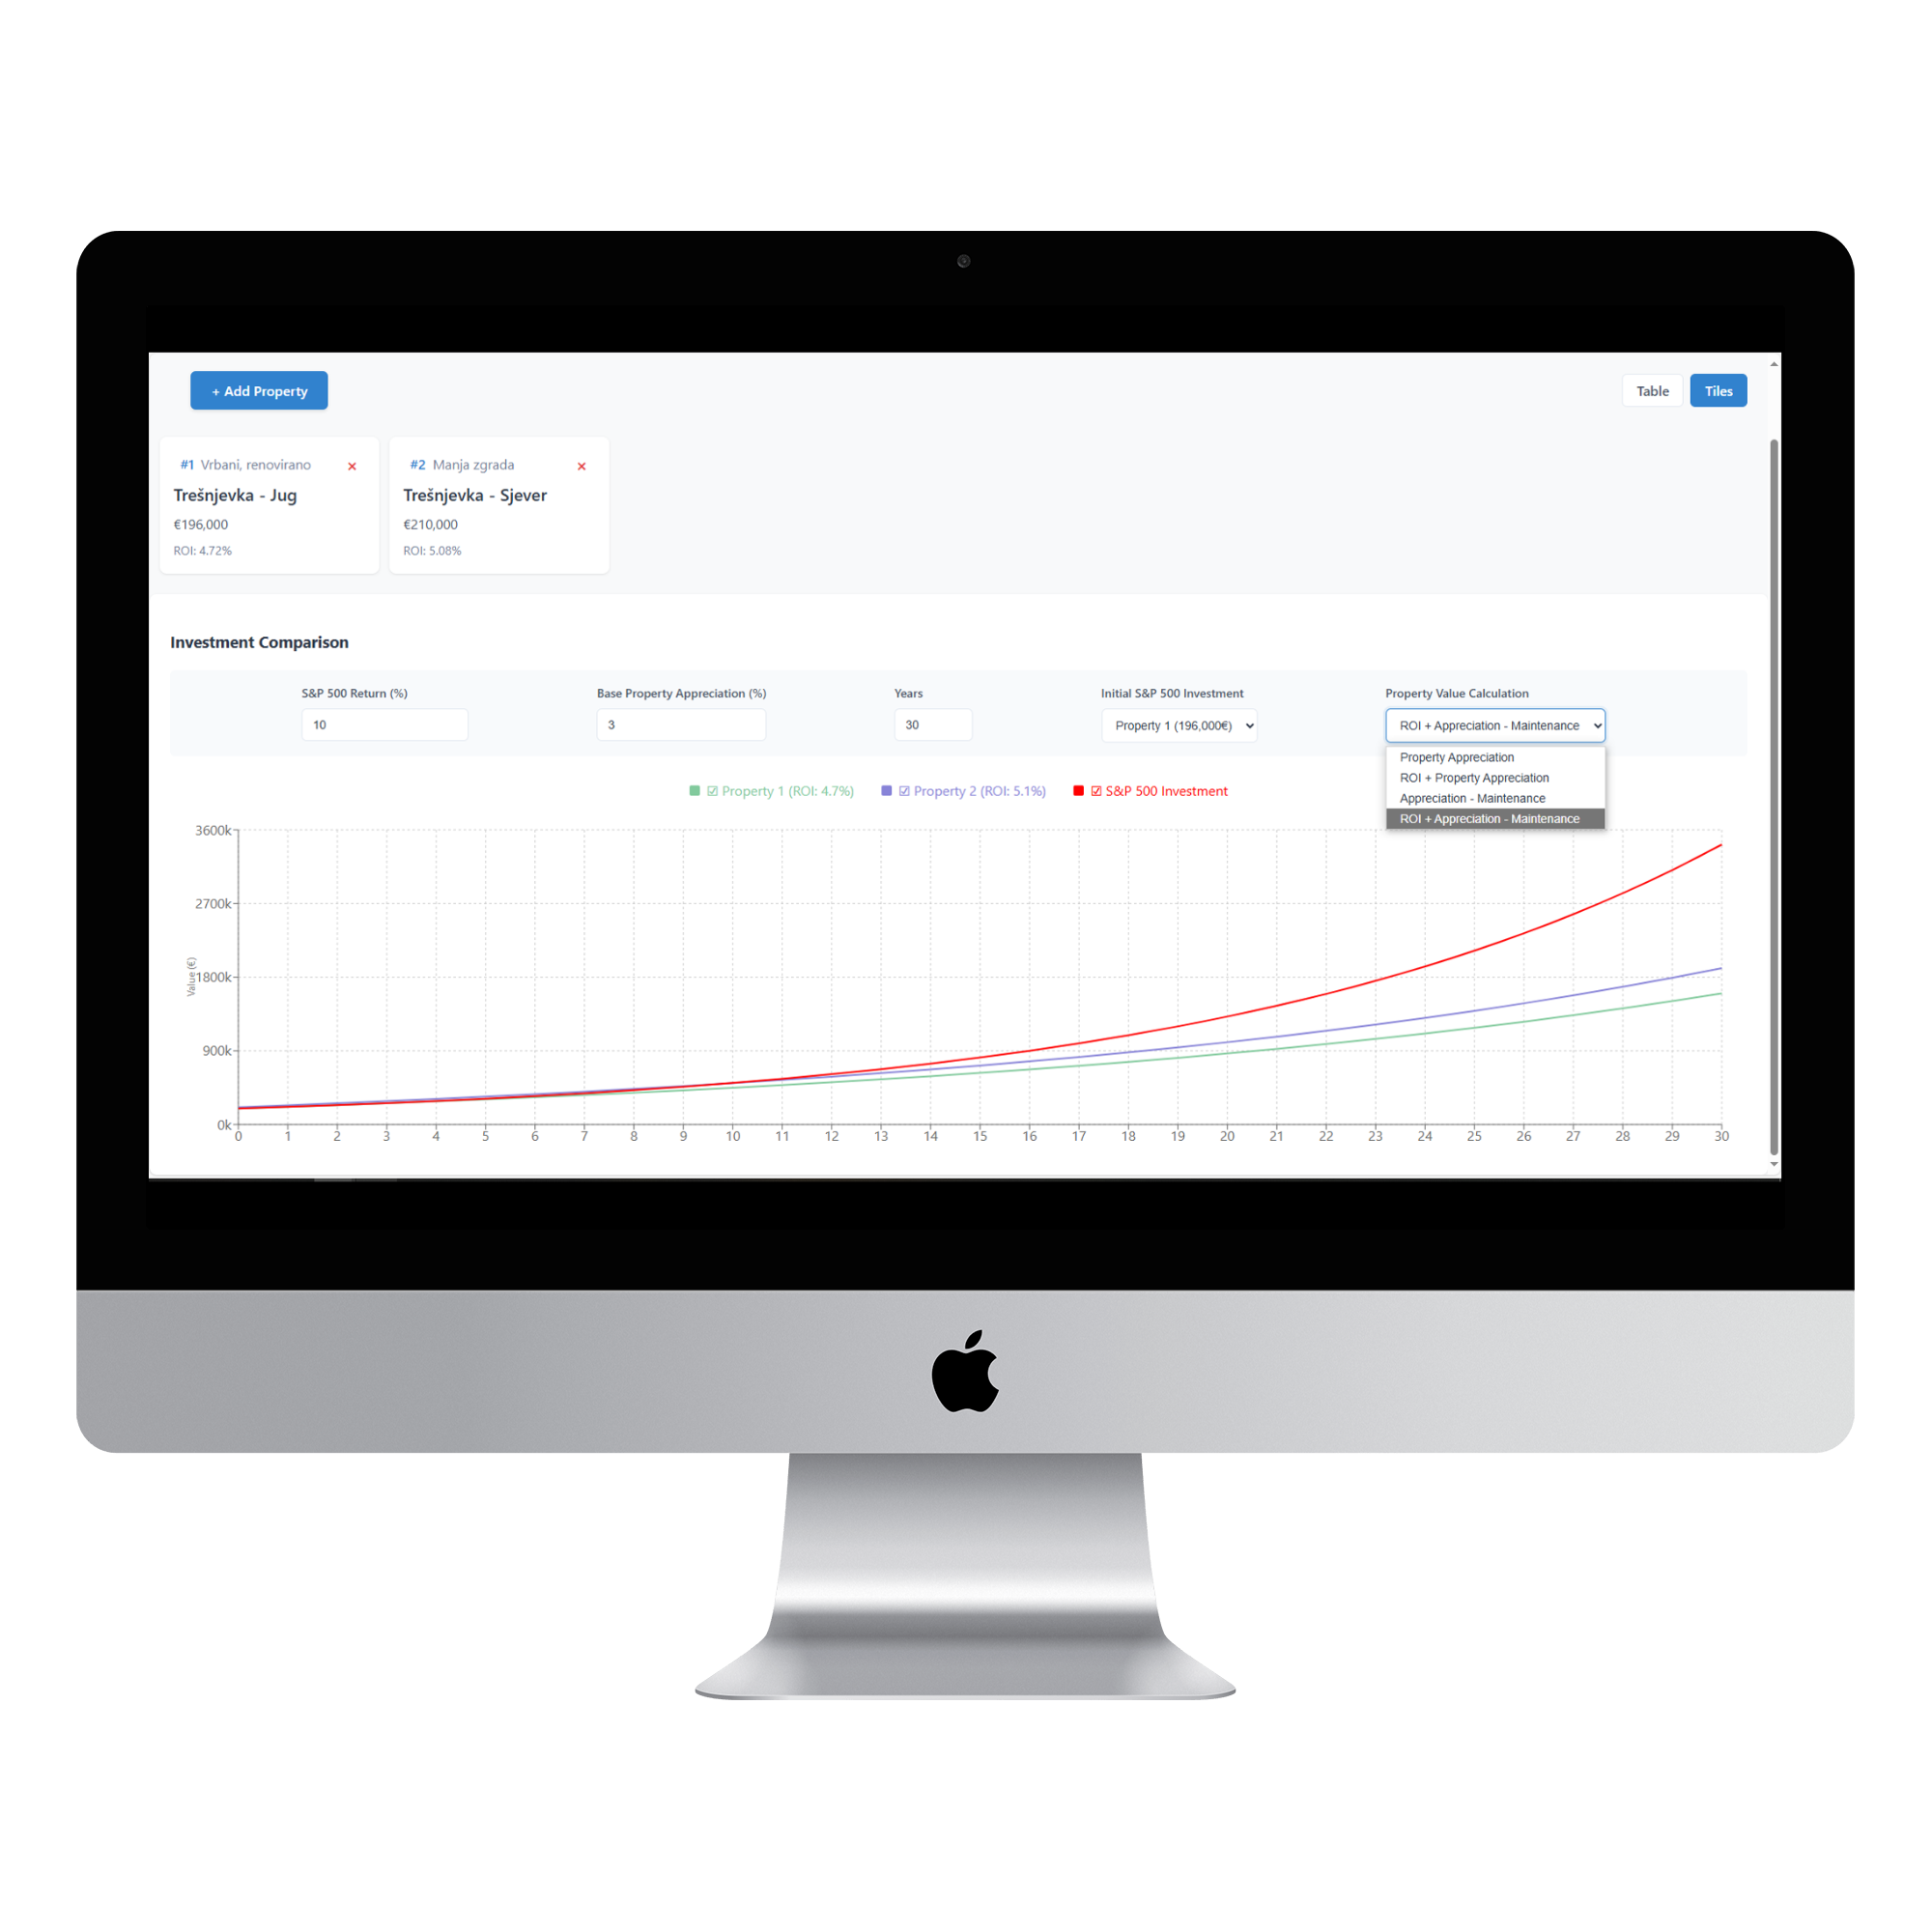 + Add Property
Table
Tiles
#1 Vrbani, renovirano ×
Trešnjevka - Jug
€196,000
ROI: 4.72%
#2 Manja zgrada ×
Trešnjevka - Sjever
€210,000
ROI: 5.08%
Investment Comparison
S&P 500 Return (%)
10
Base Property Appreciation (%)
3
Years
30
Initial S&P 500 Investment
Property 1 (196,000€)
Property Value Calculation
ROI + Appreciation - Maintenance
Property Appreciation
ROI + Property Appreciation
Appreciation - Maintenance
ROI + Appreciation - Maintenance
☑ Property 1 (ROI: 4.7%)
☑ Property 2 (ROI: 5.1%)
☑ S&P 500 Investment
3600k
2700k
1800k
900k
0k
Value (€)
0 1 2 3 4 5 6 7 8 9 10 11 12 13 14 15 16 17 18 19 20 21 22 23 24 25 26 27 28 29 30